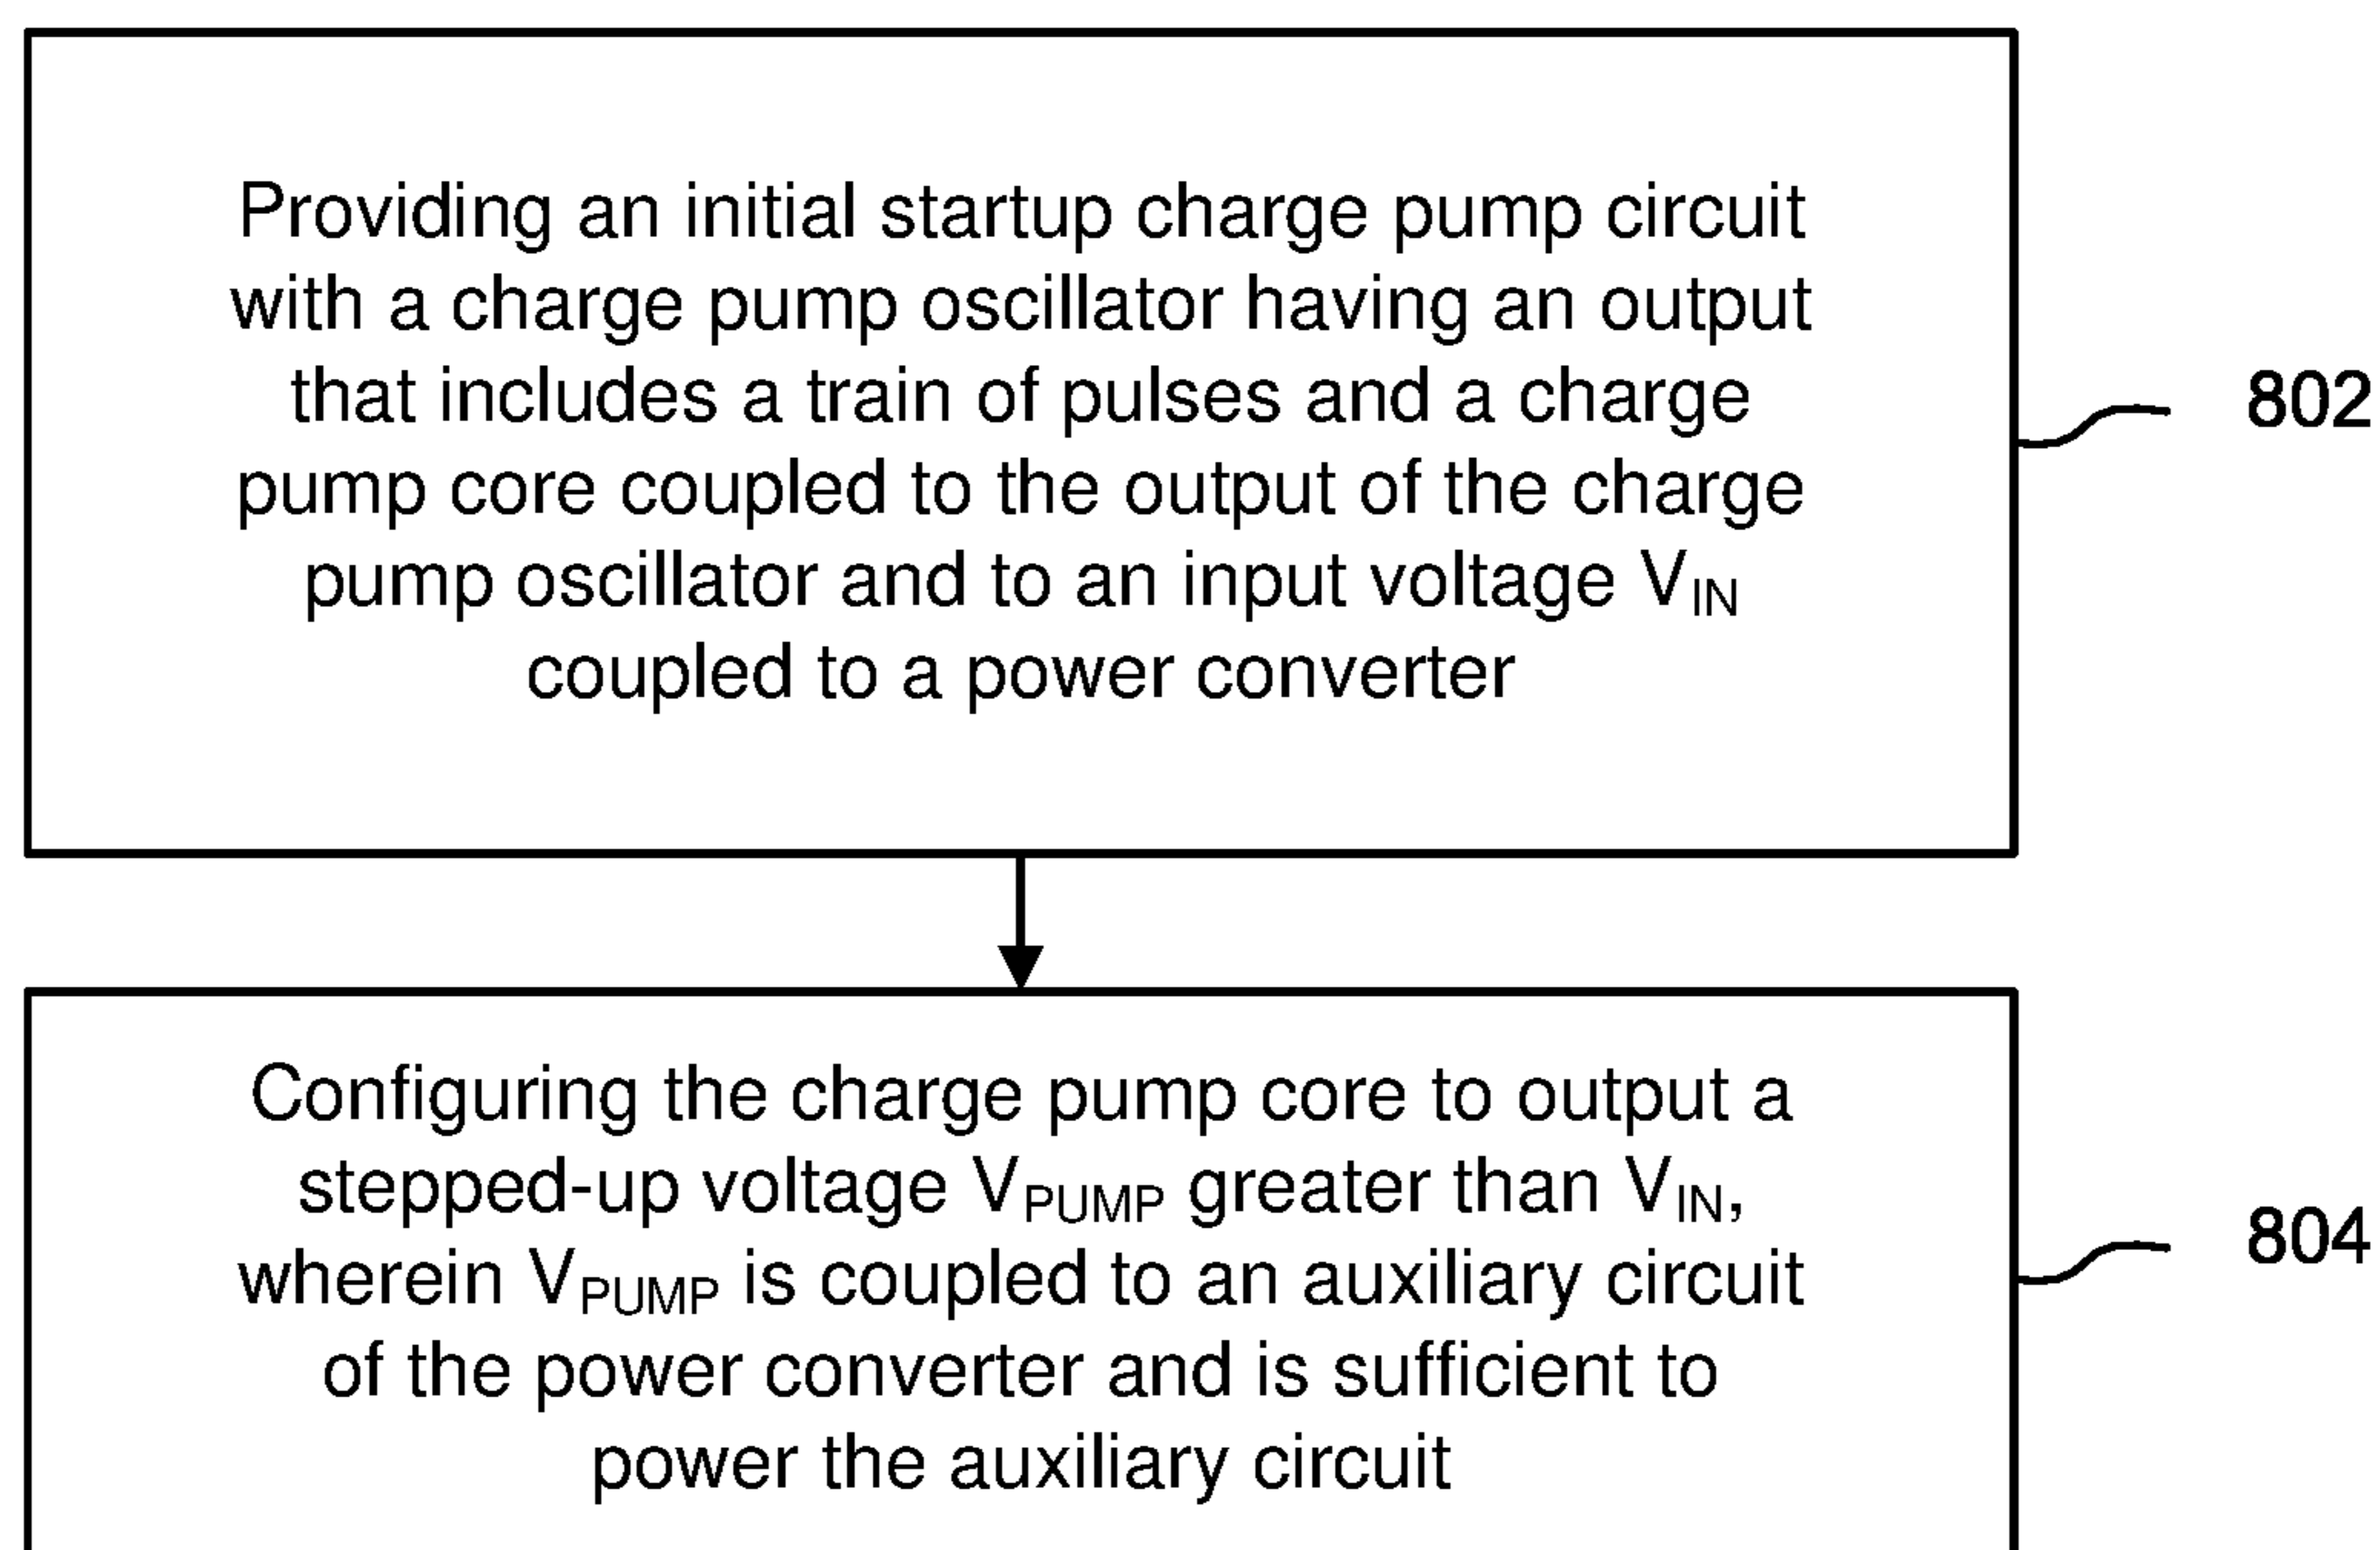 Providing an initial startup charge pump circuit
with a charge pump oscillator having an output
that includes a train of pulses and a charge
pump core coupled to the output of the charge
pump oscillator and to an input voltage VIN
coupled to a power converter
802
Configuring the charge pump core to output a
stepped-up voltage VPUMP greater than VIN,
wherein VPUMP is coupled to an auxiliary circuit
of the power converter and is sufficient to
power the auxiliary circuit
804